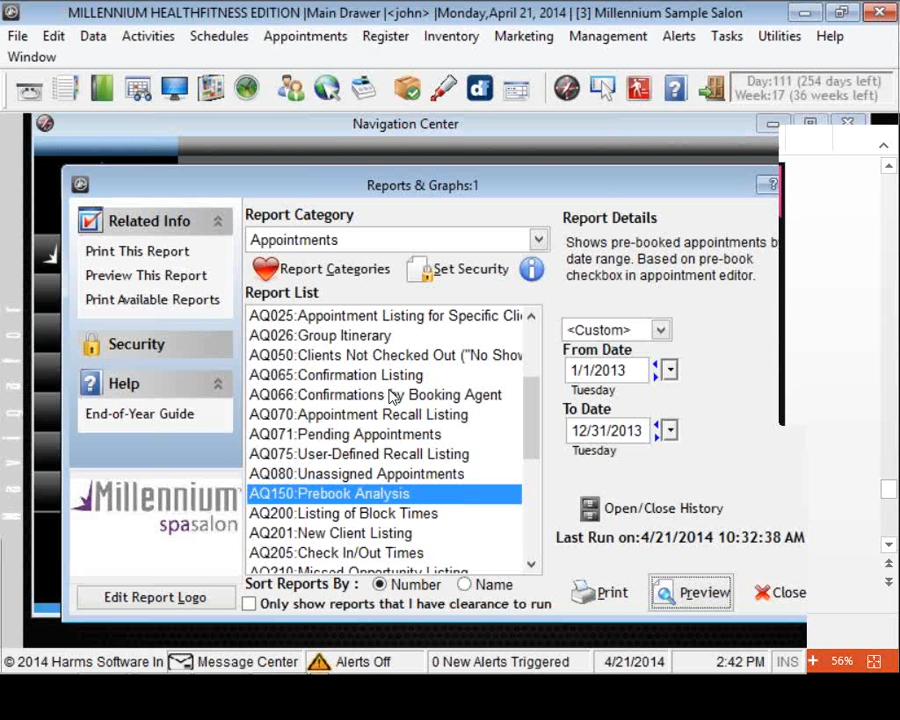 MILLENNIUM HEALTHFITNESS EDITION |Main Drawer |<john> |Monday,April 21, 2014 | [3] Millennium Sample Salon
File Edit Data Activities Schedules Appointments Register Inventory Marketing Management Alerts Tasks Utilities Help
Window
Day:111 (254 days left)
Week:17 (36 weeks left)
Navigation Center
Reports & Graphs:1
Related Info
Print This Report
Preview This Report
Print Available Reports
Security
Help
End-of-Year Guide
Millennium
spasalon
Edit Report Logo
Report Category
Appointments
Report Categories Set Security
Report List
AQ025:Appointment Listing for Specific Clie
AQ026:Group Itinerary
AQ050:Clients Not Checked Out ("No Show
AQ065:Confirmation Listing
AQ066:Confirmations by Booking Agent
AQ070:Appointment Recall Listing
AQ071:Pending Appointments
AQ075:User-Defined Recall Listing
AQ080:Unassigned Appointments
AQ150:Prebook Analysis
AQ200:Listing of Block Times
AQ201:New Client Listing
AQ205:Check In/Out Times
AQ210:Missed Opportunity Listing
Sort Reports By : Number Name
Only show reports that I have clearance to run
Report Details
Shows pre-booked appointments by
date range. Based on pre-book
checkbox in appointment editor.
<Custom>
From Date
1/1/2013
Tuesday
To Date
12/31/2013
Tuesday
Open/Close History
Last Run on:4/21/2014 10:32:38 AM
Print Preview Close
© 2014 Harms Software In Message Center Alerts Off 0 New Alerts Triggered 4/21/2014 2:42 PM INS
56%